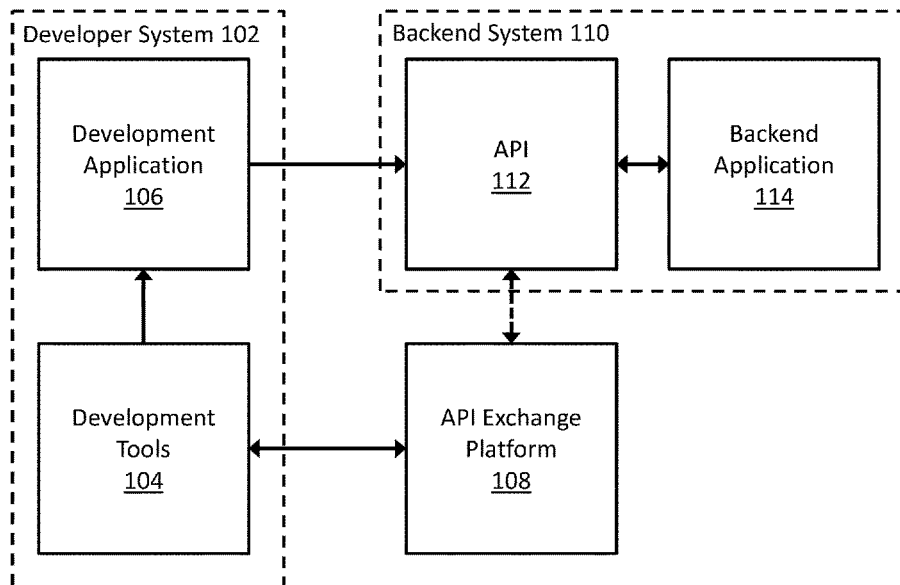 Developer System 102
Backend System 110
Development
Application
106
API
112
Backend
Application
114
Development
Tools
104
API Exchange
Platform
108